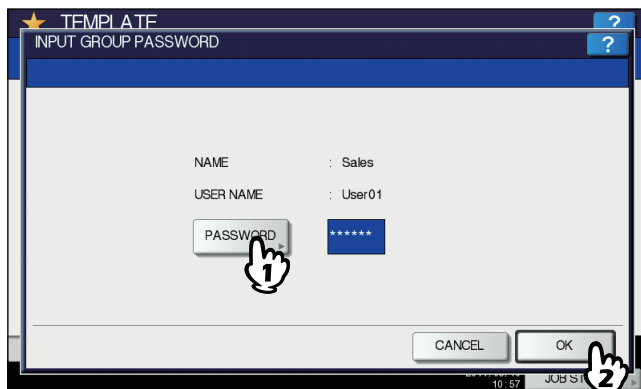 TEMPLATE ?
INPUT GROUP PASSWORD ?
NAME : Sales
USER NAME : User01
PASSWORD ******
1
CANCEL OK
2
10:57 JOB ST